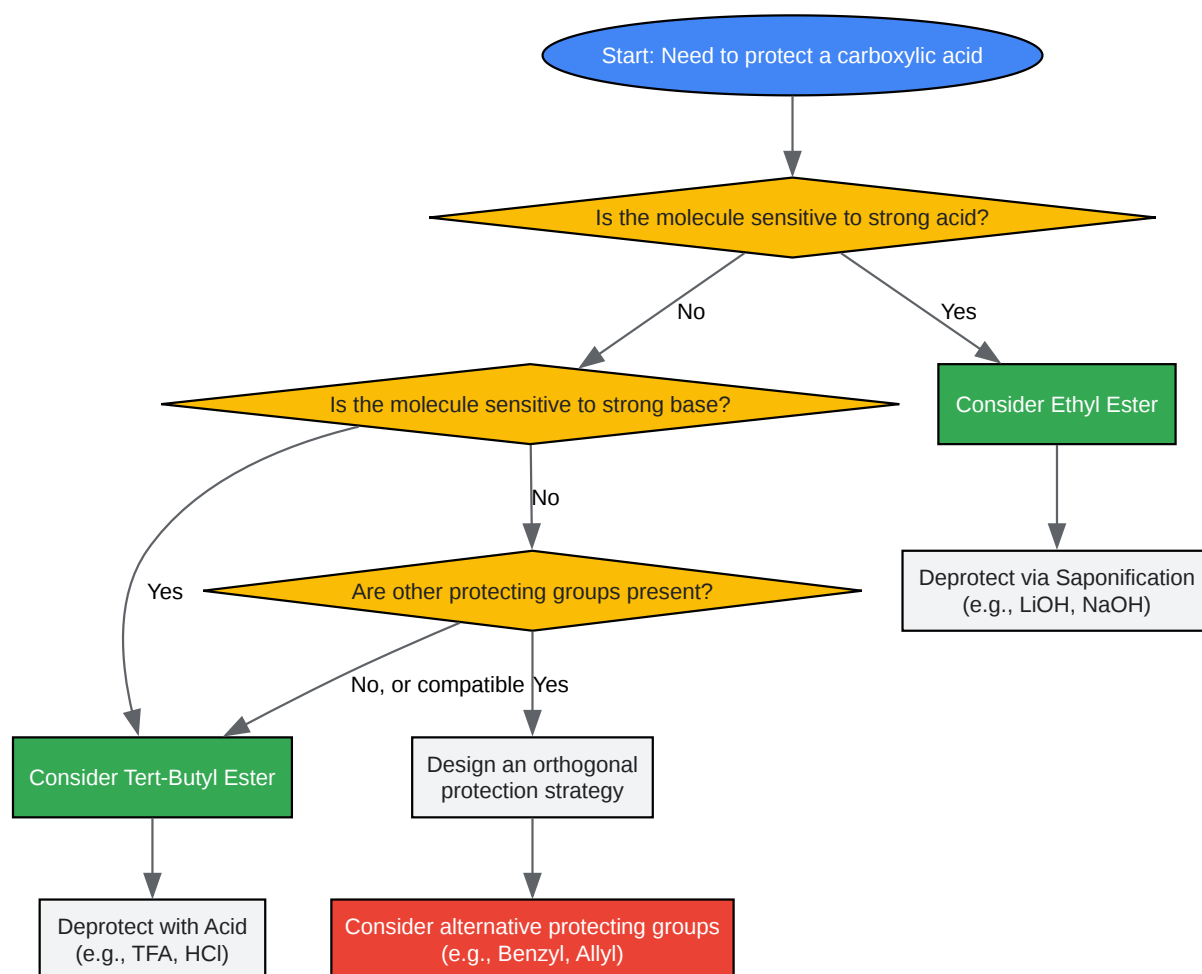 Start: Need to protect a carboxylic acid
Is the molecule sensitive to strong acid?
No
Yes
Is the molecule sensitive to strong base?
Consider Ethyl Ester
No
Deprotect via Saponification
(e.g., LiOH, NaOH)
Yes
Are other protecting groups present?
No, or compatible
Yes
Consider Tert-Butyl Ester
Design an orthogonal
protection strategy
Deprotect with Acid
(e.g., TFA, HCl)
Consider alternative protecting groups
(e.g., Benzyl, Allyl)